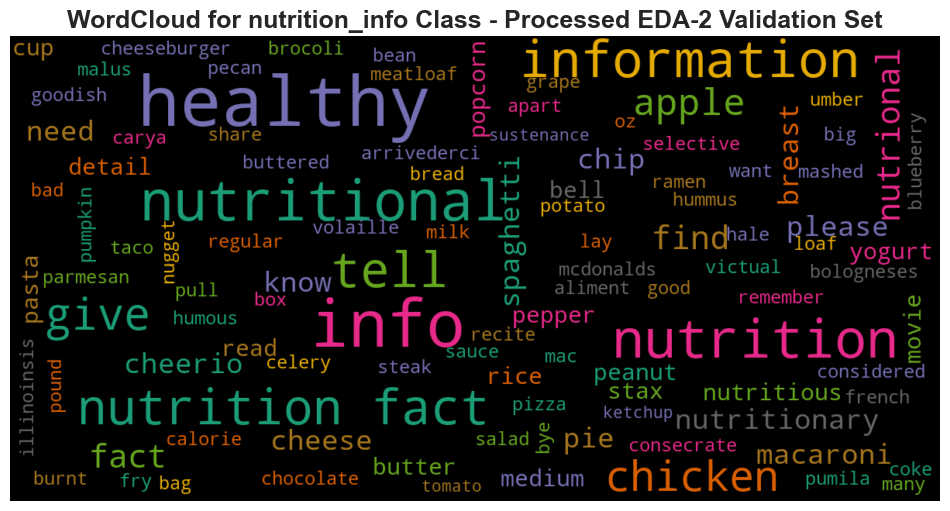 WordCloud for nutrition_info Class - Processed EDA-2 Validation Set
cup cheeseburger brocoli bean popcorn information nutrional
malus pecan meatloaf grape
goodish healthy apart apple umber
need carya share sustenance oz selective breast big blueberry
detail buttered arrivederci chip want mashed
bad pumpkin nutritional bread spaghetti bell ramen
potato hummus
taco nugget regular volaille milk lay find hale please loaf yogurt
pasta parmesan know tell mcdonalds victual bologneses
pull aliment good
give humous box info pepper remember movie
illinoinsis read recite nutrition
cheerio celery steak sauce mac peanut considered
pound rice stax nutritious french
nutrition fact pizza ketchup nutritionary
calorie cheese salad bye pie consecrate macaroni
fact butter chicken coke
burnt fry bag chocolate tomato medium pumila many